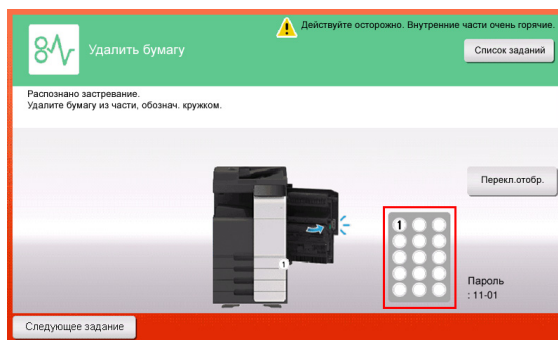 Действуйте осторожно. Внутренние части очень горячие.
Удалить бумагу
Список заданий
Распознано застревание.
Удалите бумагу из части, обознач. кружком.
Перекл.отобр.
1
1
Пароль
: 11-01
Следующее задание